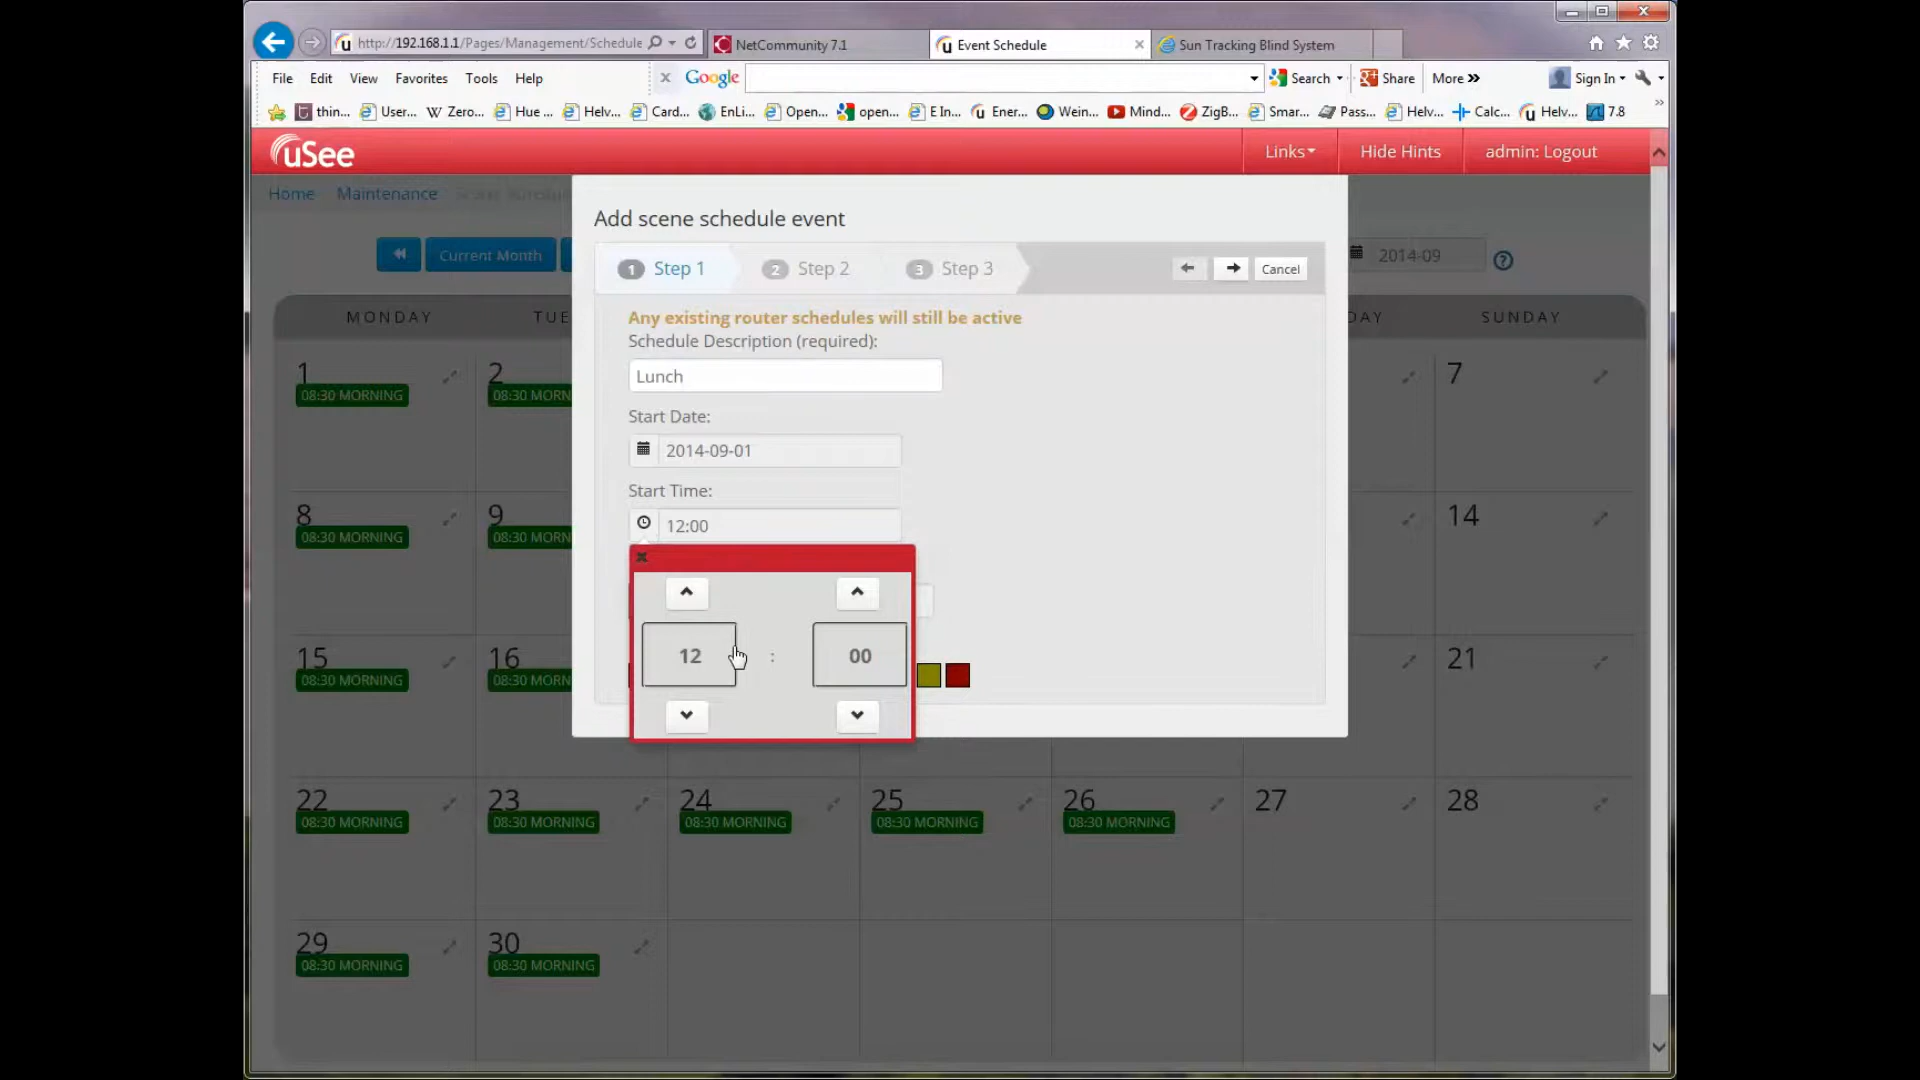 http://192.168.1.1/Pages/Management/Schedule
NetCommunity 7.1
Event Schedule
Sun Tracking Blind System
File Edit View Favorites Tools Help
Google
Search
Share
More
Sign In
thin... User... Zero... Hue ... Helv... Card... EnLi... Open... open... E In... Ener... Wein... Mind... ZigB... Smar... Pass... Helv... Calc... Helv... 7.8
uSee
Links
Hide Hints
admin: Logout
Home Maintenance
Add scene schedule event
Current Month
2014-09
1 Step 1
2 Step 2
3 Step 3
Cancel
MONDAY TUE DAY SUNDAY
Any existing router schedules will still be active
Schedule Description (required):
Lunch
Start Date:
2014-09-01
Start Time:
12:00
12 : 00
1 2 7
08:30 MORNING 08:30 MORN
8 9 14
08:30 MORNING 08:30 MORN
15 16 21
08:30 MORNING 08:30 MORN
22 23 24 25 26 27 28
08:30 MORNING 08:30 MORNING 08:30 MORNING 08:30 MORNING 08:30 MORNING
29 30
08:30 MORNING 08:30 MORNING